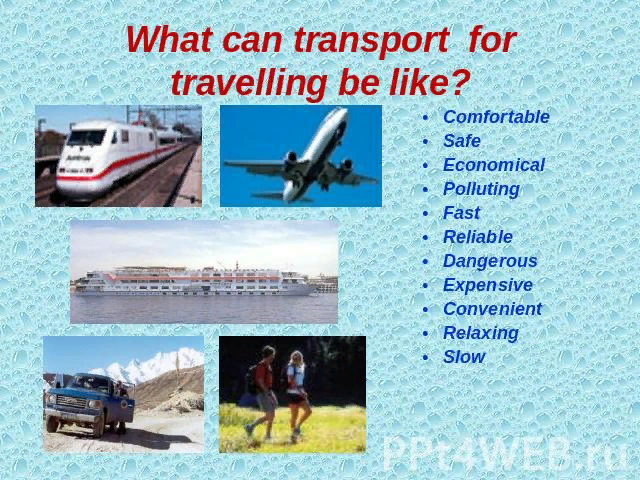 What can transport for
travelling be like?
• Comfortable
• Safe
• Economical
• Polluting
• Fast
• Reliable
• Dangerous
• Expensive
• Convenient
• Relaxing
• Slow
PPt4WEB.ru